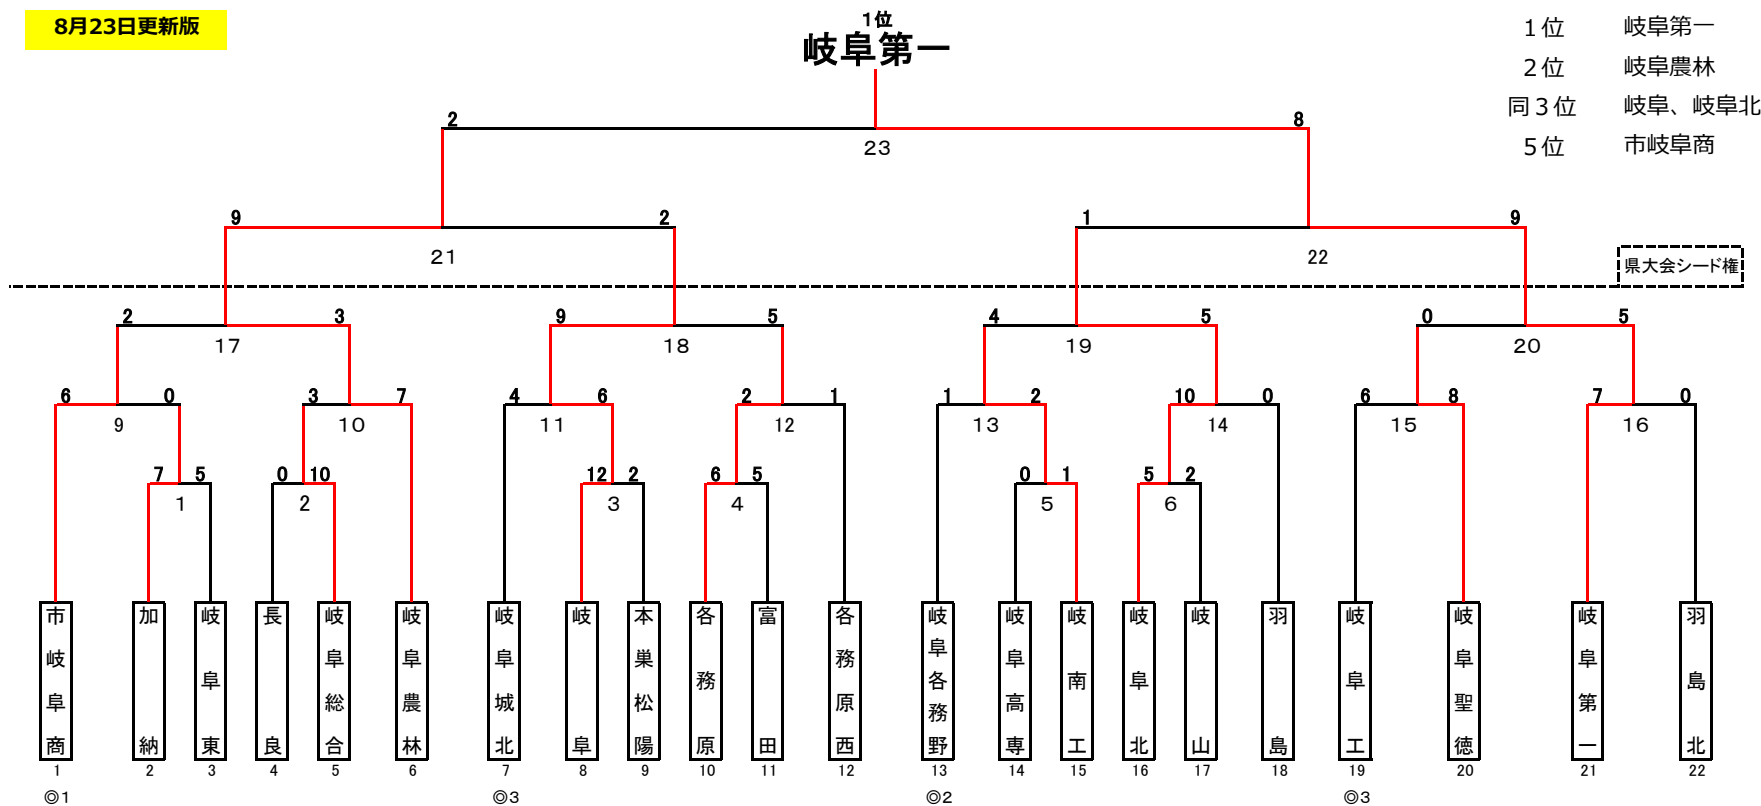 8月23日更新版
1位
岐阜第一
1位 岐阜第一
2位 岐阜農林
同3位 岐阜、岐阜北
5位 市岐阜商
2 8
23
9 2 1 9
21 22
県大会シード権
2 3 9 5 4 5 0 5
17 18 19 20
6 0 3 7 4 6 2 1 1 2 10 0 6 8 7 0
9 10 11 12 13 14 15 16
7 5 0 10 12 2 6 5 0 1 5 2
1 2 3 4 5 6
市岐阜商
加納
岐阜東
長良
岐阜総合
岐阜農林
岐阜城北
岐阜
本巣松陽
各務原
富田
各務原西
岐阜各務野
岐阜高専
岐南工
岐阜北
岐山
羽島
岐阜工
岐阜聖徳
岐阜第一
羽島北
1 2 3 4 5 6 7 8 9 10 11 12 13 14 15 16 17 18 19 20 21 22
◎1 ◎3 ◎2 ◎3